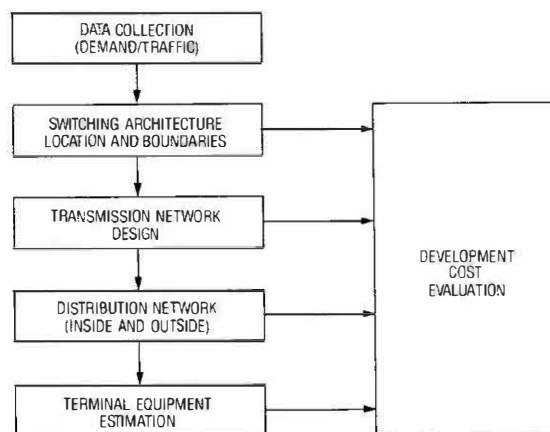 DATA COLLECTION
(DEMAND/TRAFFIC)
SWITCHING ARCHITECTURE
LOCATION AND BOUNDARIES
TRANSMISSION NETWORK
DESIGN
DISTRIBUTION NETWORK
(INSIDE AND OUTSIDE)
TERMINAL EQUIPMENT
ESTIMATION
DEVELOPMENT
COST
EVALUATION